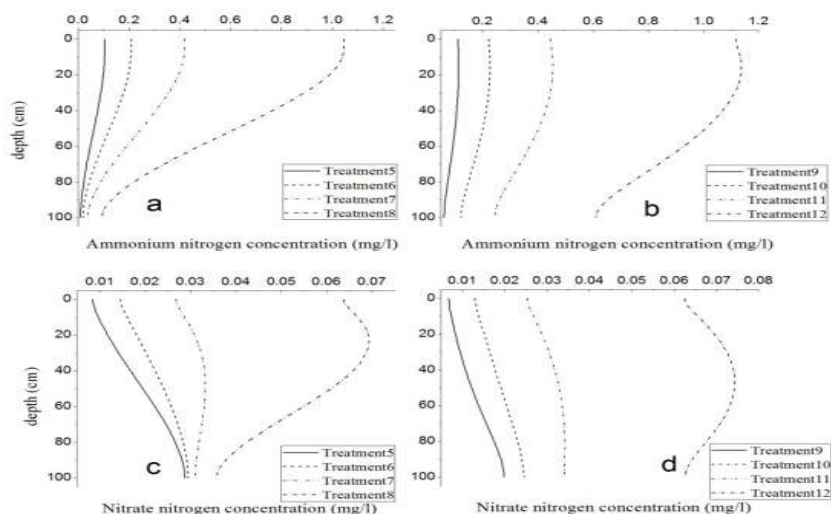 0.0 0.2 0.4 0.6 0.8 1.0 1.2
0
20
40
60
80
100
depth (cm)
Treatment5
Treatment6
Treatment7
Treatment8
a
Ammonium nitrogen concentration (mg/l)
0.2 0.4 0.6 0.8 1.0 1.2
0
20
40
60
80
100
Treatment9
Treatment10
Treatment11
Treatment12
b
Ammonium nitrogen concentration (mg/l)
0.01 0.02 0.03 0.04 0.05 0.06 0.07
0
20
40
60
80
100
depth (cm)
Treatment5
Treatment6
Treatment7
Treatment8
c
Nitrate nitrogen concentration (mg/l)
0.01 0.02 0.03 0.04 0.05 0.06 0.07 0.08
0
20
40
60
80
100
Treatment9
Treatment10
Treatment11
Treatment12
d
Nitrate nitrogen concentration (mg/l)